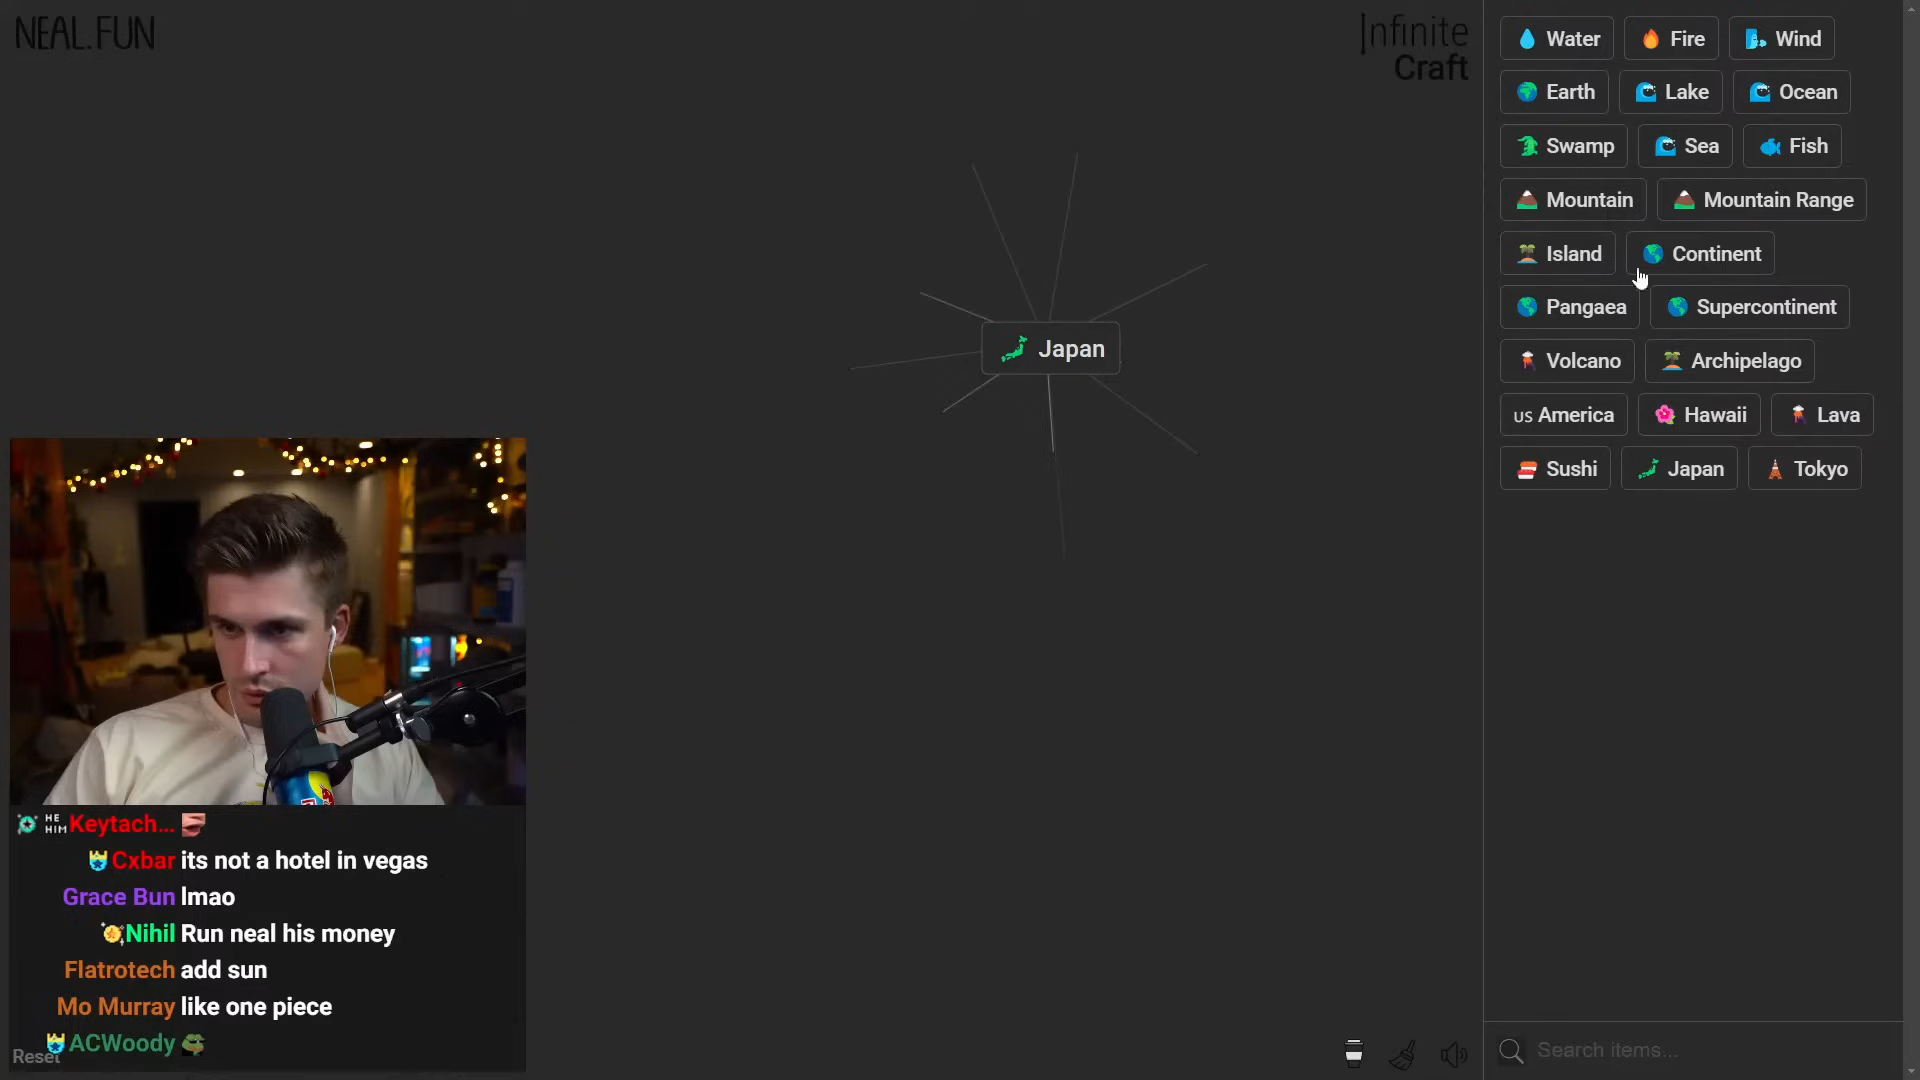 NEAL.FUN
Infinite
Craft
Water
Fire
Wind
Earth
Lake
Ocean
Swamp
Sea
Fish
Mountain
Mountain Range
Island
Continent
Pangaea
Supercontinent
Volcano
Archipelago
US America
Hawaii
Lava
Sushi
Japan
Tokyo
Japan
HE
HIM
Keytach...
Cxbar its not a hotel in vegas
Grace Bun lmao
Nihil Run neal his money
Flatrotech add sun
Mo Murray like one piece
ACWoody
Reset
Search items...